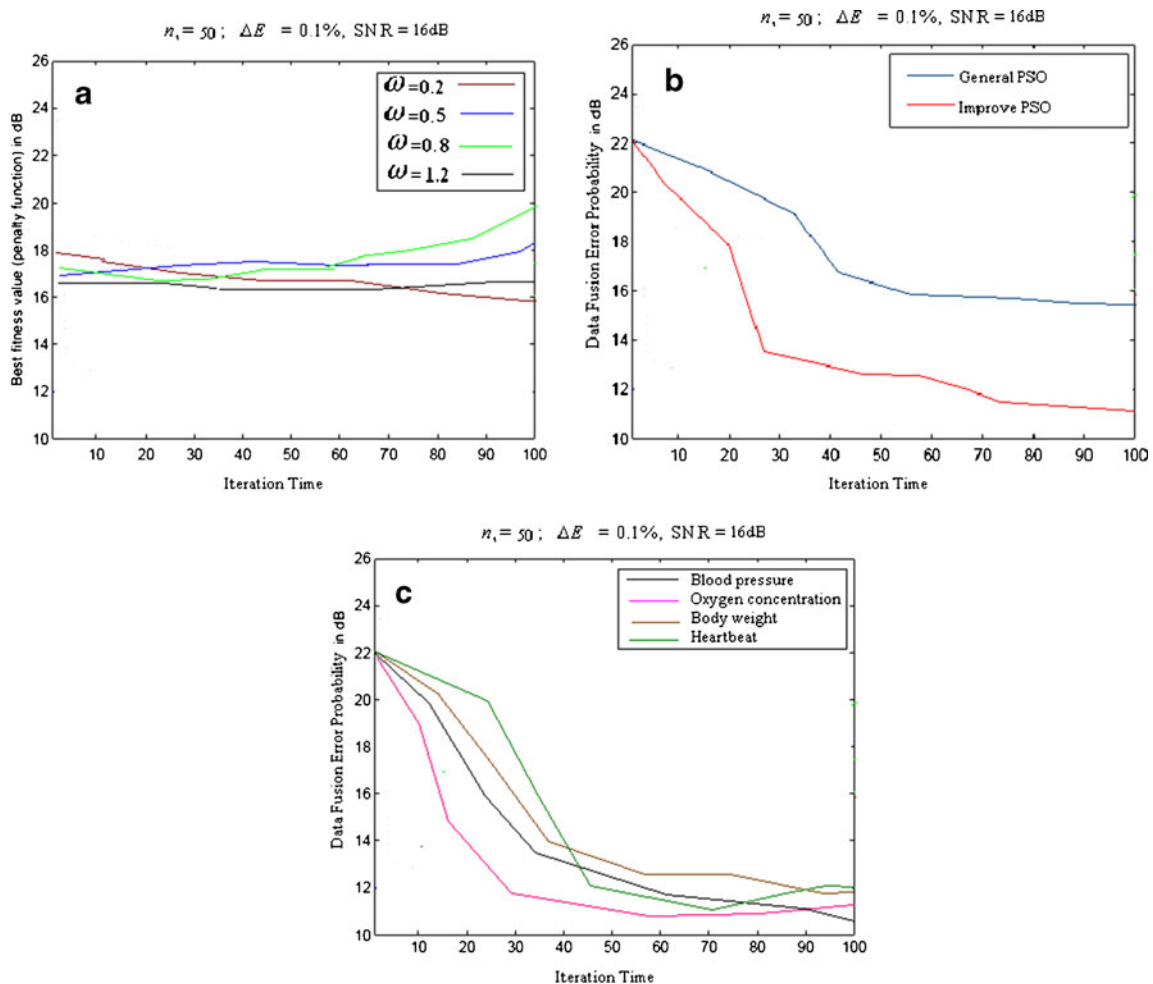 n, = 50 ; ΔE = 0.1%, SNR = 16dB
a
ω=0.2
ω=0.5
ω=0.8
ω=1.2
Best fitness value (penalty function) in dB
26
24
22
20
18
16
14
12
10
10 20 30 40 50 60 70 80 90 100
Iteration Time
n, = 50 ; ΔE = 0.1%, SNR = 16dB
b
General PSO
Improve PSO
Data Fusion Error Probability in dB
26
24
22
20
18
16
14
12
10
10 20 30 40 50 60 70 80 90 100
Iteration Time
n, = 50 ; ΔE = 0.1%, SNR = 16dB
c
Blood pressure
Oxygen concentration
Body weight
Heartbeat
Data Fusion Error Probability in dB
26
24
22
20
18
16
14
12
10
10 20 30 40 50 60 70 80 90 100
Iteration Time